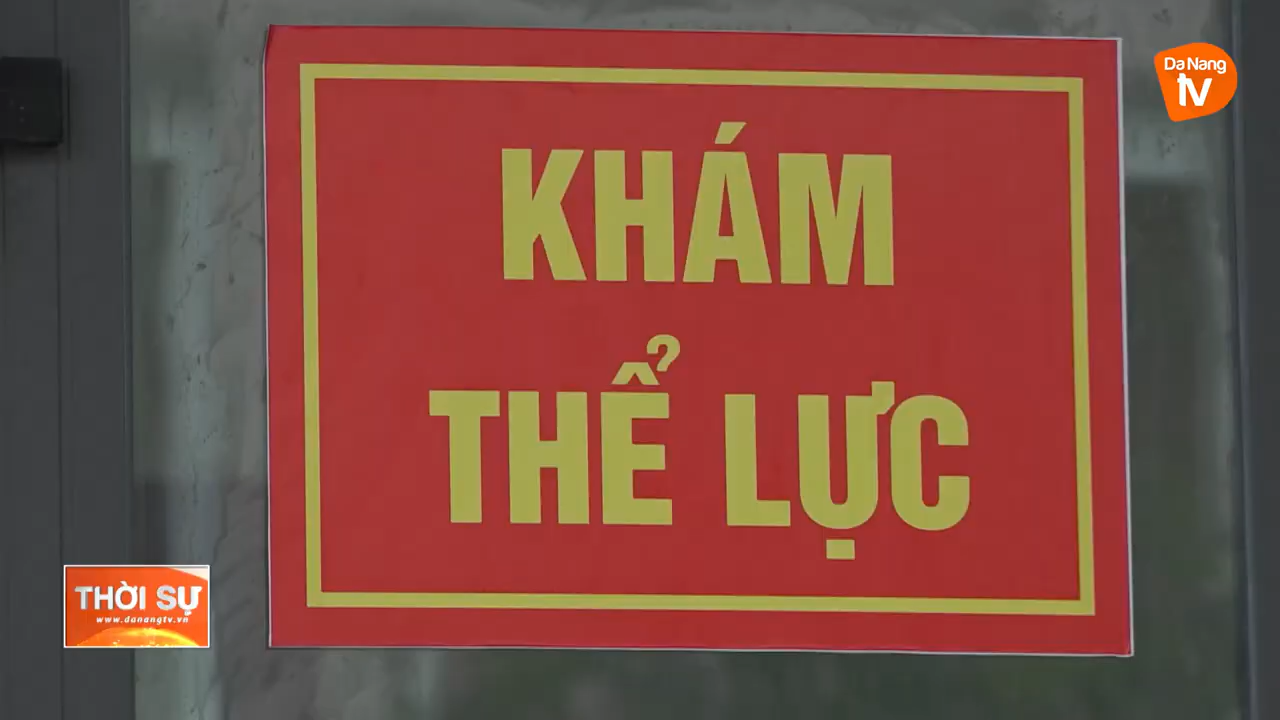 Da Nang
tv
KHÁM
THỂ LỰC
THỜI SỰ
www.danangtv.vn